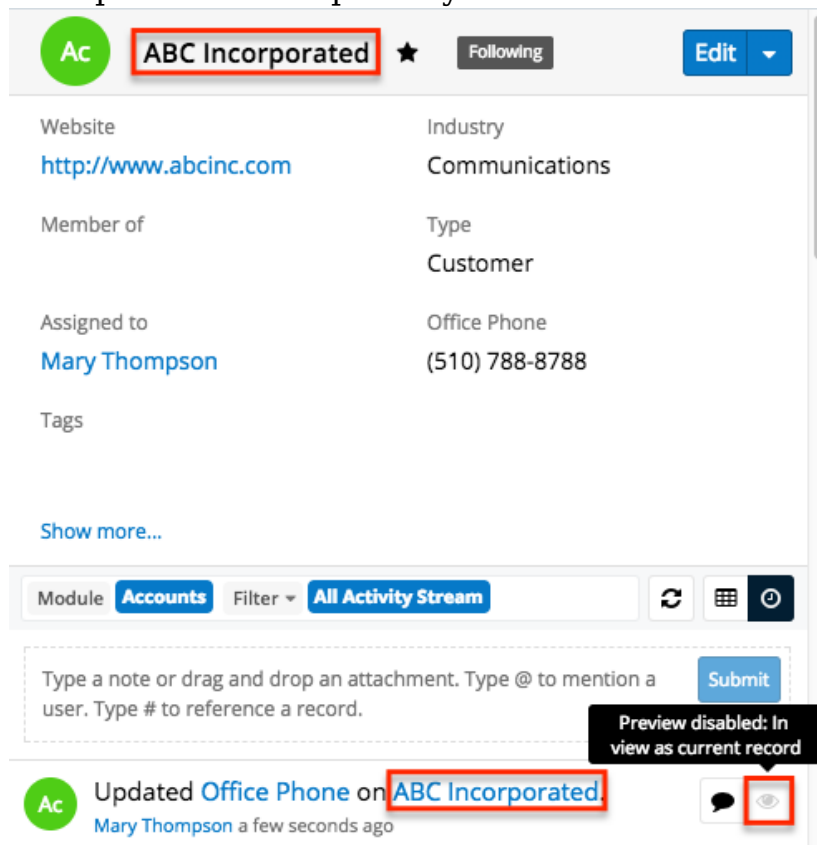 Ac ABC Incorporated Following Edit
Website Industry
http://www.abcinc.com Communications
Member of Type
Customer
Assigned to Office Phone
Mary Thompson (510) 788-8788
Tags
Show more...
Module Accounts Filter All Activity Stream
Type a note or drag and drop an attachment. Type @ to mention a
user. Type # to reference a record.
Submit
Preview disabled: In
view as current record
Ac Updated Office Phone on ABC Incorporated.
Mary Thompson a few seconds ago